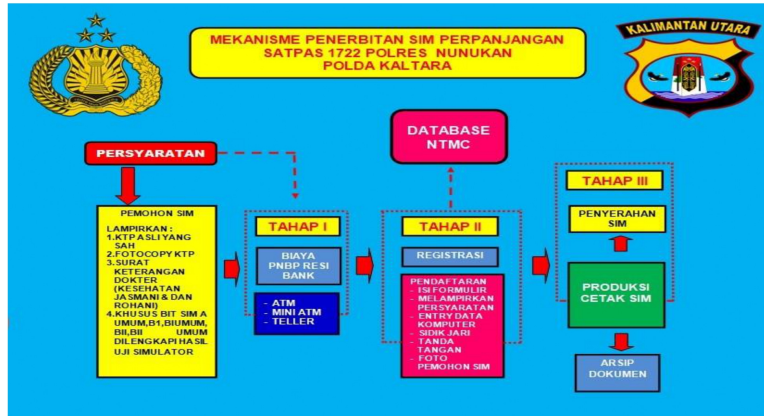 MEKANISME PENERBITAN SIM PERPANJANGAN
SATPAS 1722 POLRES NUNUKAN
POLDA KALTARA
KALIMANTAN UTARA
PERSYARATAN
PEMOHON SIM
LAMPIRKAN :
1.KTP ASLI YANG
SAH
2.FOTOCOPY KTP
3.SURAT
KETERANGAN
DOKTER
(KESEHATAN
JASMANI & DAN
ROHANI)
4.KHUSUS BIT SIM A
UMUM,B1,BIUMUM,
BII,BII UMUM
DILENGKAPI HASIL
UJI SIMULATOR
TAHAP I
BIAYA
PNBP RESI
BANK
- ATM
- MINI ATM
- TELLER
DATABASE
NTMC
TAHAP II
REGISTRASI
PENDAFTARAN
- ISI FORMULIR
- MELAMPIRKAN
PERSYARATAN
- ENTRY DATA
KOMPUTER
- SIDIK JARI
- TANDA
TANGAN
- FOTO
PEMOHON SIM
TAHAP III
PENYERAHAN
SIM
PRODUKSI
CETAK SIM
ARSIP
DOKUMEN